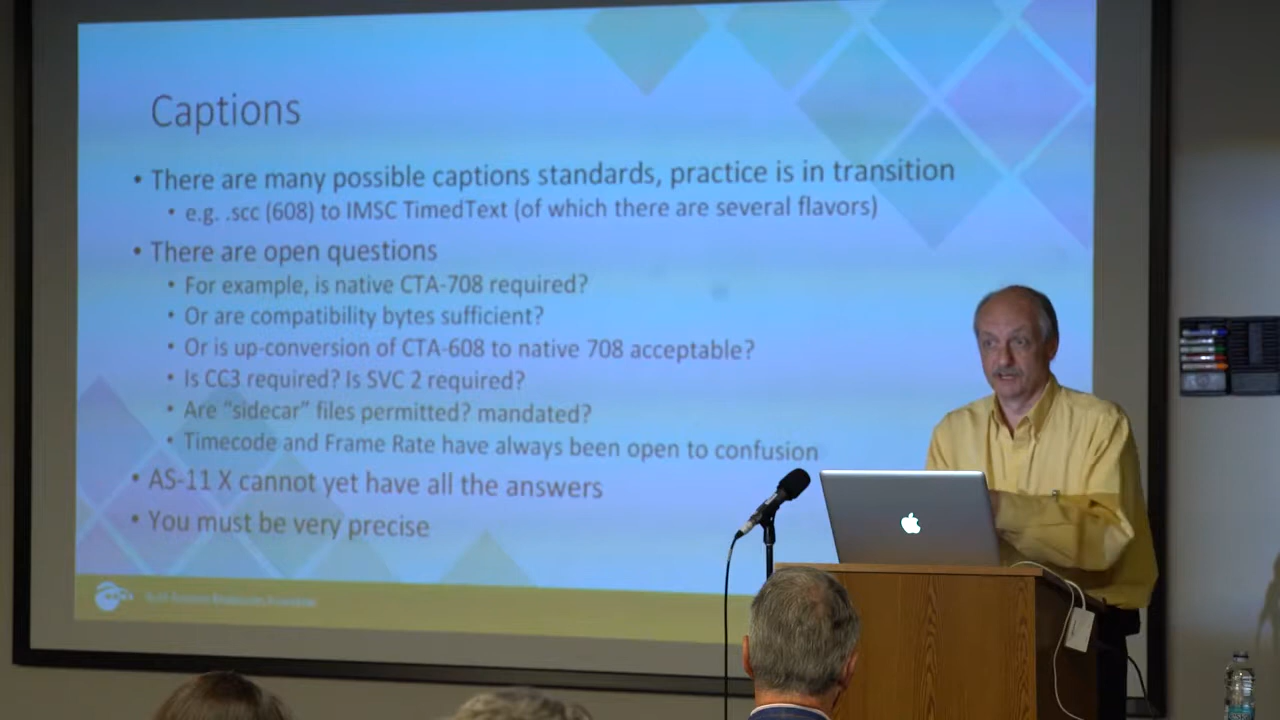 Captions
• There are many possible captions standards, practice is in transition
• e.g. .scc (608) to IMSC TimedText (of which there are several flavors)
• There are open questions
• For example, is native CTA-708 required?
• Or are compatibility bytes sufficient?
• Or is up-conversion of CTA-608 to native 708 acceptable?
• Is CC3 required? Is SVC 2 required?
• Are “sidecar” files permitted? mandated?
• Timecode and Frame Rate have always been open to confusion
• AS-11 X cannot yet have all the answers
• You must be very precise